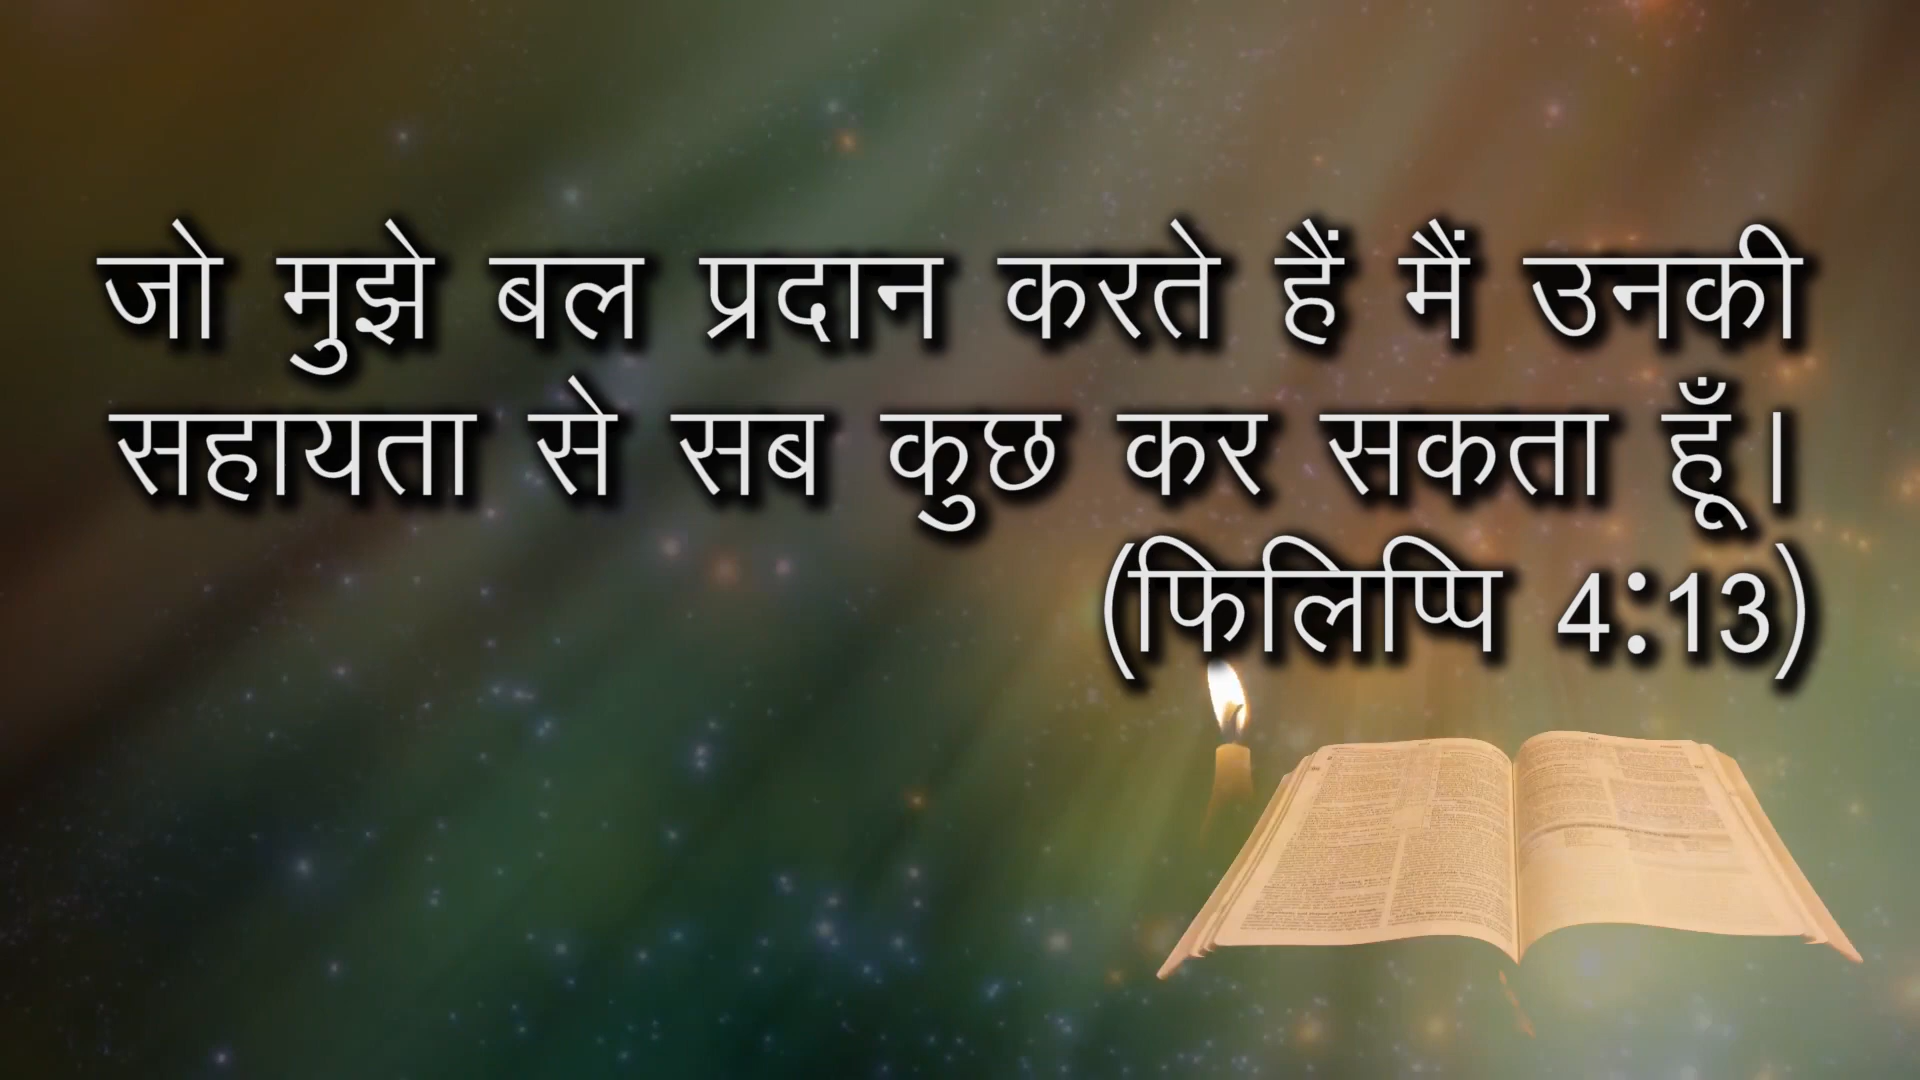 जो मुझे बल प्रदान करते हैं मैं उनकी
सहायता से सब कुछ कर सकता हूँ।
(फिलिप्पि 4:13)